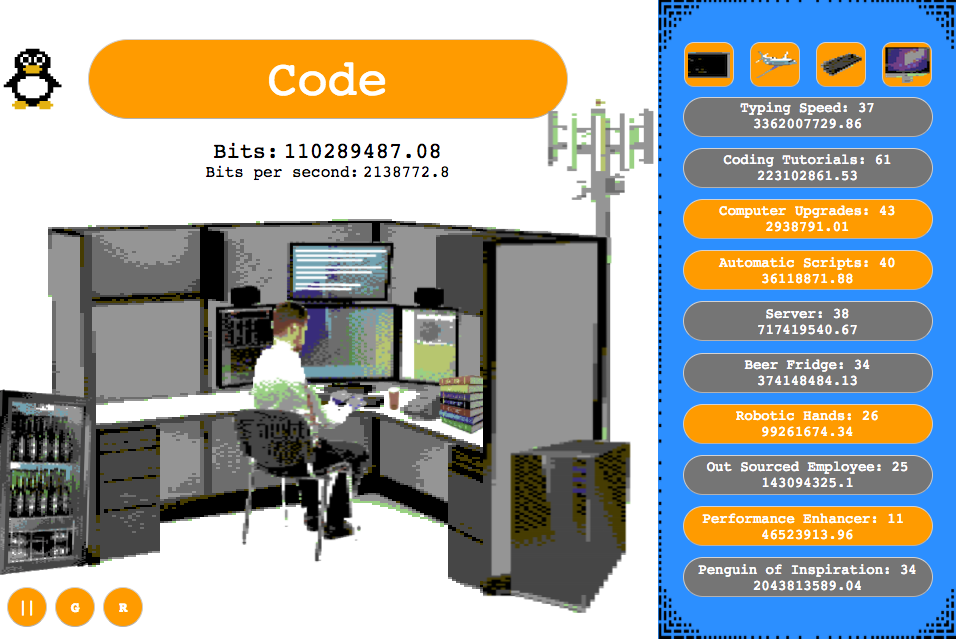 Code
Bits: 110289487.08
Bits per second: 2138772.8
Typing Speed: 37
3362007729.86
Coding Tutorials: 61
223102861.53
Computer Upgrades: 43
2938791.01
Automatic Scripts: 40
36118871.88
Server: 38
717419540.67
Beer Fridge: 34
374148484.13
Robotic Hands: 26
99261674.34
Out Sourced Employee: 25
143094325.1
Performance Enhancer: 11
46523913.96
Penguin of Inspiration: 34
2043813589.04
|| G R